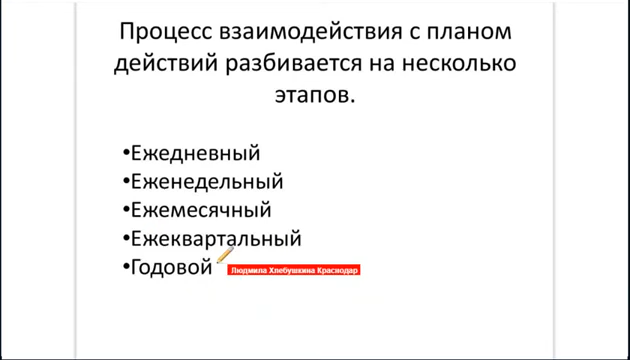 Процесс взаимодействия с планом
действий разбивается на несколько
этапов.
•Ежедневный
•Еженедельный
•Ежемесячный
•Ежеквартальный
•Годовой
Людмила Хлебушкина Краснодар